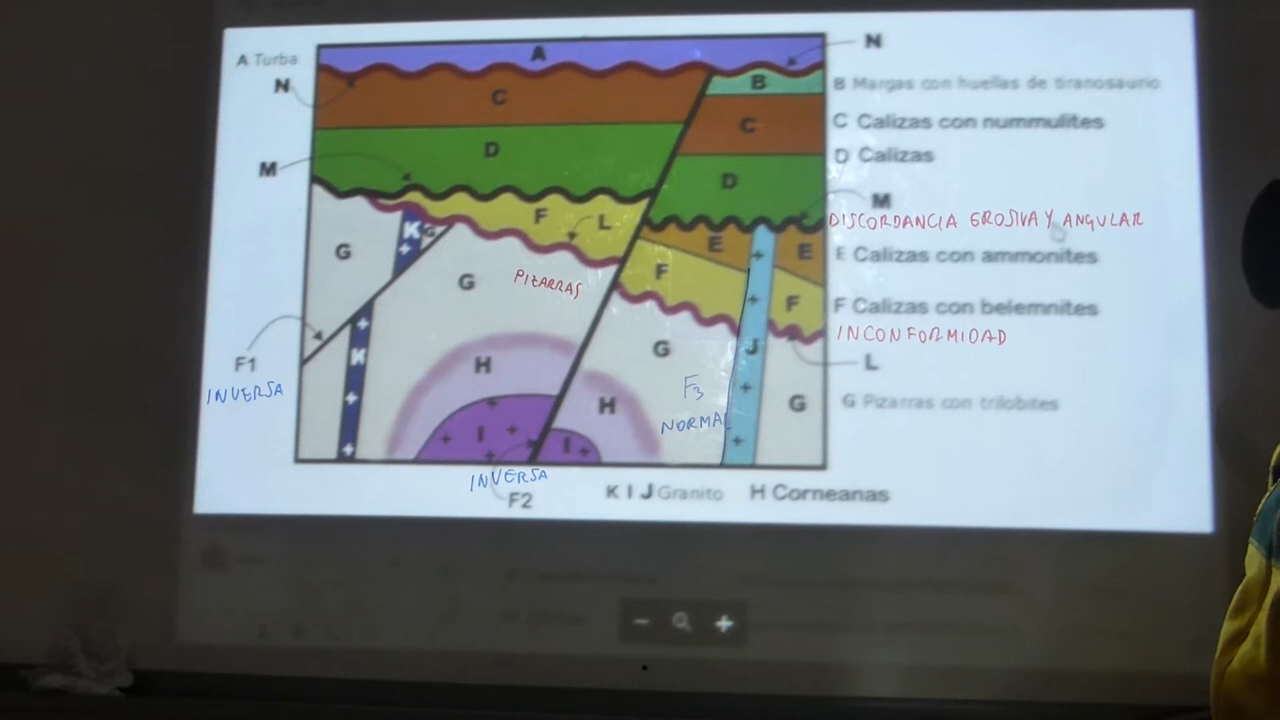 A Turba
A
N
N
B
B Margas con huellas de tiranosaurio
C
C
C Calizas con nummulites
D
D
D Calizas
M
M
DISCORDANCIA EROSIVA Y ANGULAR
F
L
K
G
G
G
E
E
E Calizas con ammonites
PIZARRAS
F
F
F Calizas con belemnites
INCONFORMIDAD
L
F1
INVERSA
K
H
H
G
J
G
G Pizarras con trilobites
F3
NORMAL
I
I
INVERSA
F2
K I J Granito
H Corneanas